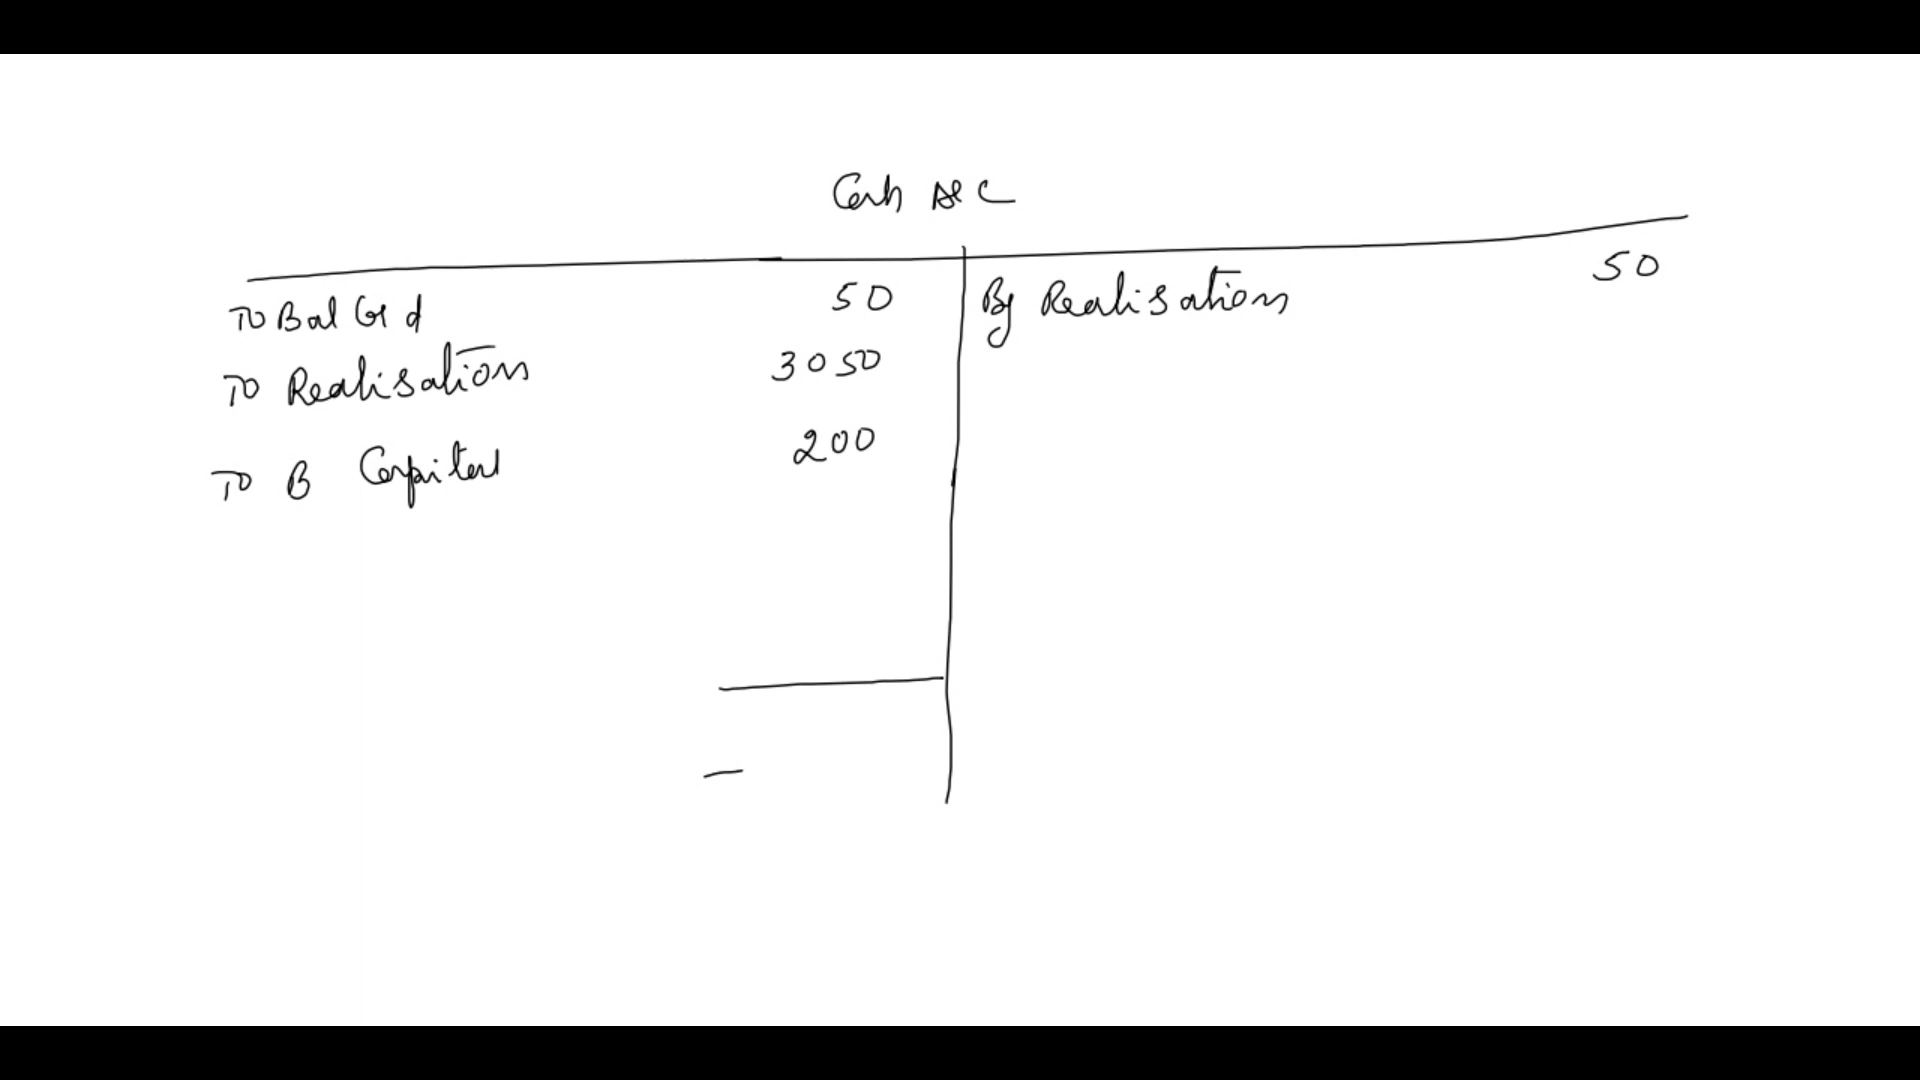 Cash A/C
To Bal b/d 50
To Realisation 3050
To B Capital 200
By Realisation 50